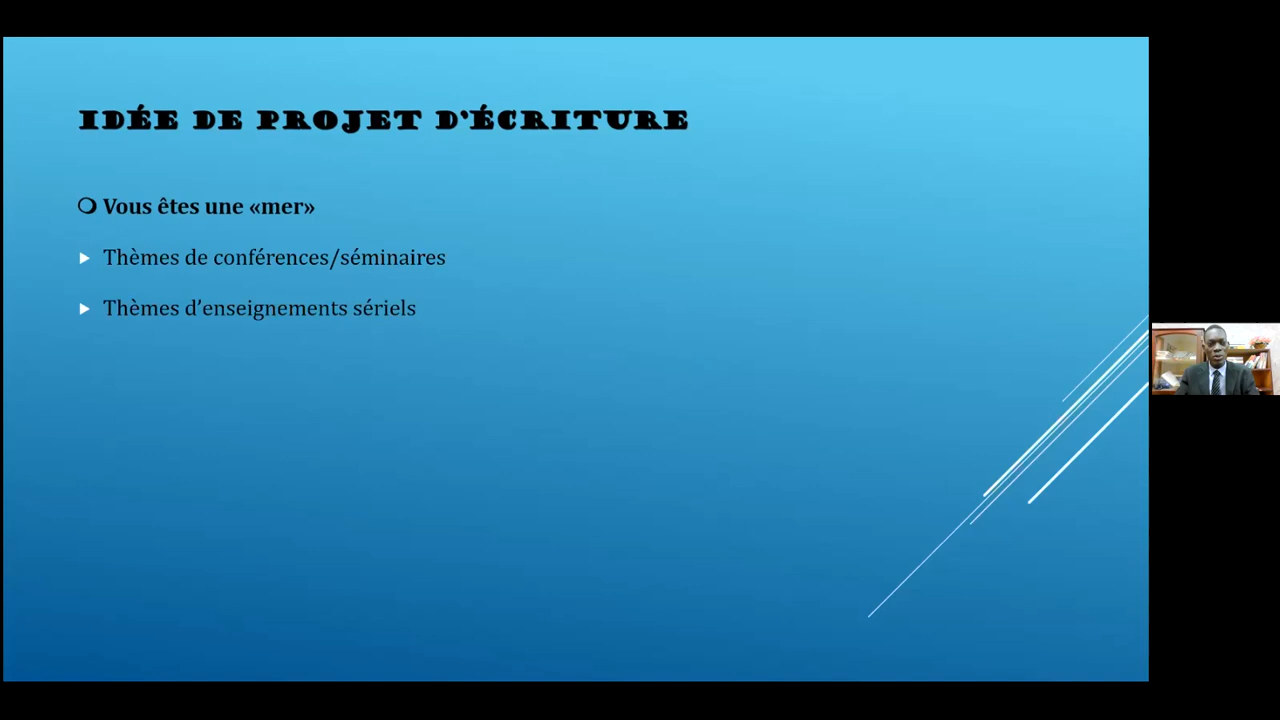 IDÉE DE PROJET D'ÉCRITURE
Vous êtes une «mer»
Thèmes de conférences/séminaires
Thèmes d’enseignements sériels